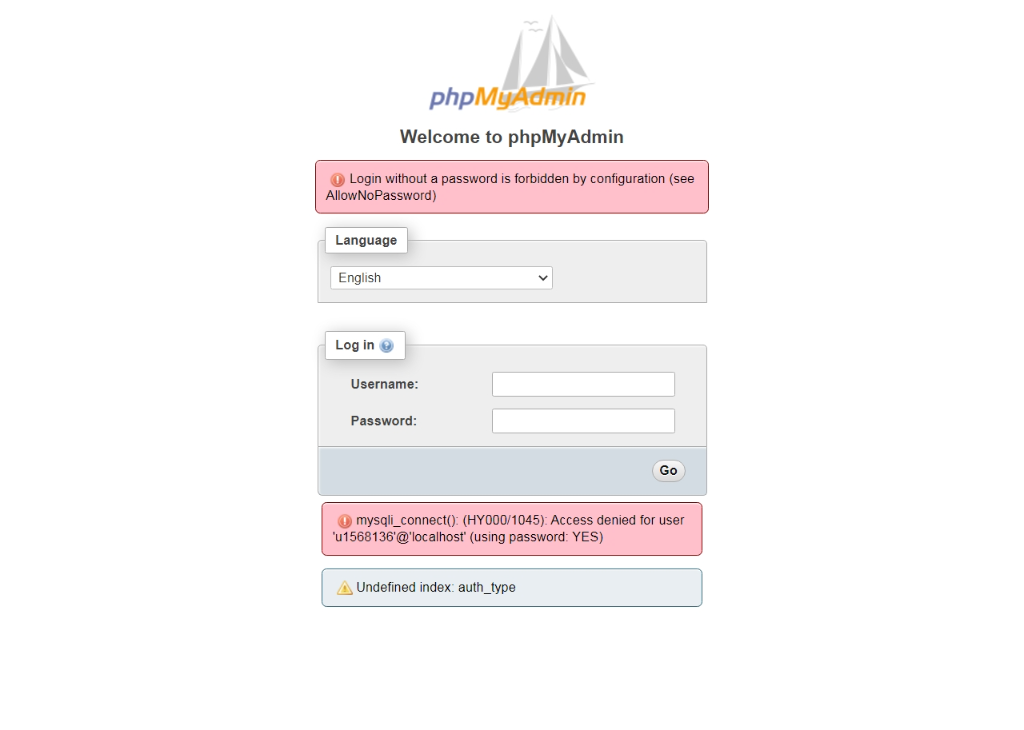 phpMyAdmin
Welcome to phpMyAdmin
Login without a password is forbidden by configuration (see
AllowNoPassword)
Language
English
Log in
Username:
Password:
Go
mysqli_connect(): (HY000/1045): Access denied for user
'u1568136'@'localhost' (using password: YES)
Undefined index: auth_type